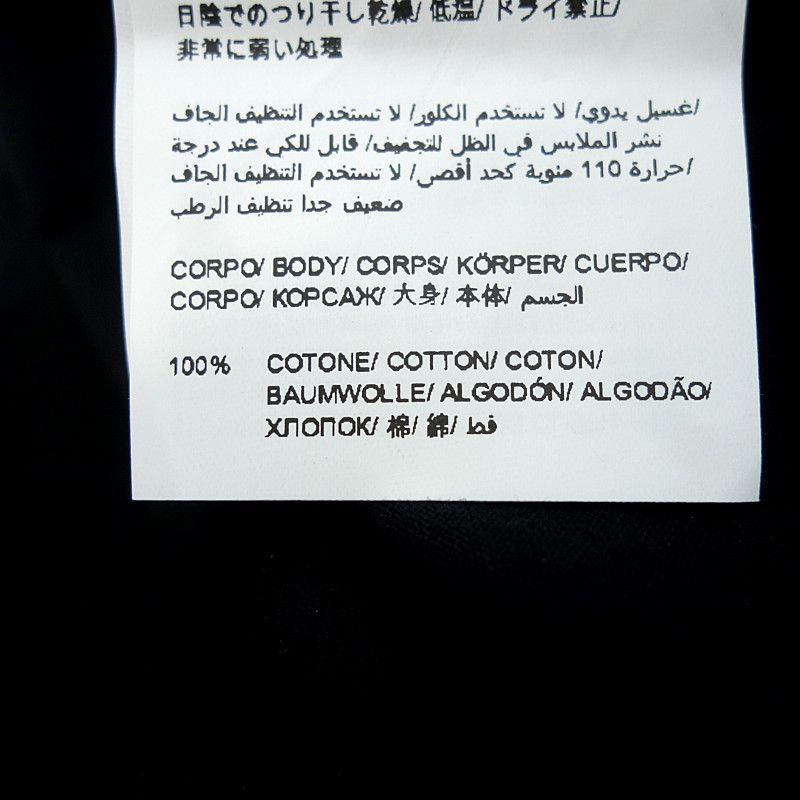 日陰でのつり干し乾燥/ 低温/ ドライ禁止/
非常に弱い処理
غسيل يدوي/ لا تستخدم الكلور/ لا تستخدم التنظيف الجاف/
نشر الملابس في الظل للتجفيف/ قابل للكي عند درجة
حرارة 110 مئوية كحد أقصى/ لا تستخدم التنظيف الجاف/
ضعيف جدا تنظيف الرطب
CORPO/ BODY/ CORPS/ KÖRPER/ CUERPO/
CORPO/ КОРСАЖ/ 大身/ 本体/ الجسم
100% COTONE/ COTTON/ COTON/
BAUMWOLLE/ ALGODÓN/ ALGODÃO/
ХЛОПОК/ 棉/ 綿/ قط